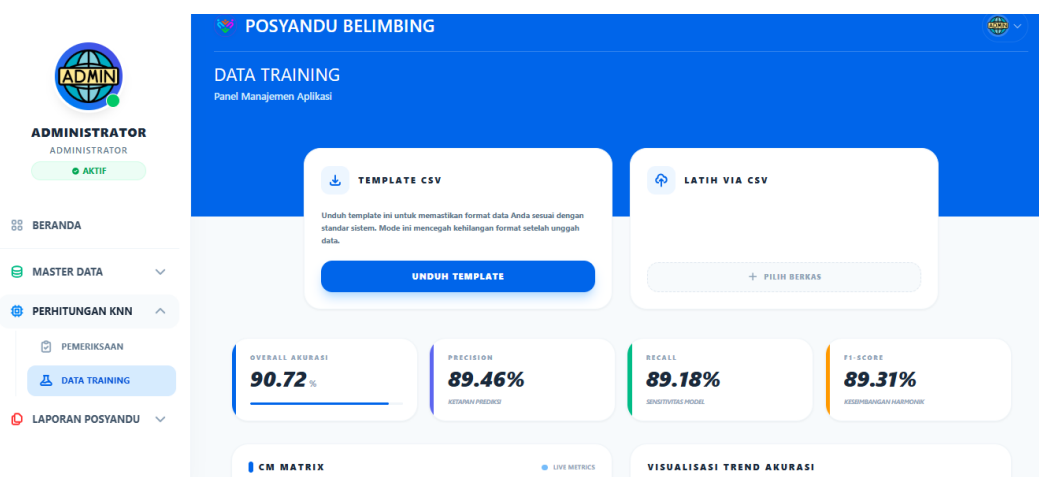 POSYANDU BELIMBING
ADMIN
DATA TRAINING
Panel Manajemen Aplikasi
ADMIN
ADMINISTRATOR
ADMINISTRATOR
AKTIF
BERANDA
MASTER DATA
PERHITUNGAN KNN
PEMERIKSAAN
DATA TRAINING
LAPORAN POSYANDU
TEMPLATE CSV
Unduh template ini untuk memastikan format data Anda sesuai dengan
standar sistem. Mode ini mencegah kehilangan format setelah unggah
data.
UNDUH TEMPLATE
LATIH VIA CSV
+ PILIH BERKAS
OVERALL AKURASI
90.72 %
PRECISION
89.46%
KETAPAN PREDIKSI
RECALL
89.18%
SENSITIVITAS MODEL
F1-SCORE
89.31%
KESEIMBANGAN HARMONIK
CM MATRIX
LIVE METRICS
VISUALISASI TREND AKURASI